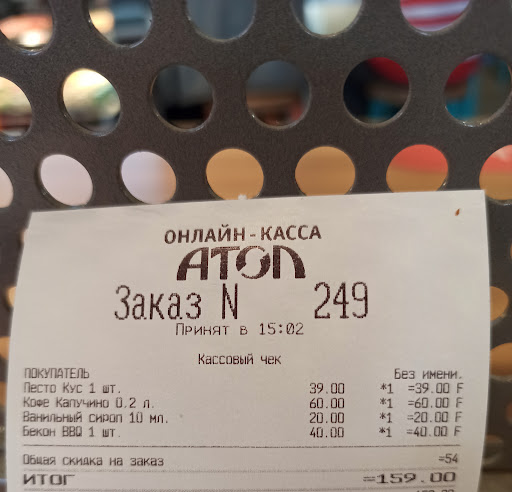 ОНЛАЙН-КАССА
АТОЛ
Заказ N 249
Принят в 15:02
Кассовый чек
ПОКУПАТЕЛЬ Без имени.
Песто Кус 1 шт. 39.00 *1 =39.00 F
Кофе Капучино 0.2 л. 60.00 *1 =60.00 F
Ванильный сироп 10 мл. 20.00 *1 =20.00 F
Бекон BBQ 1 шт. 40.00 *1 =40.00 F
Общая скидка на заказ =54
ИТОГ =159.00